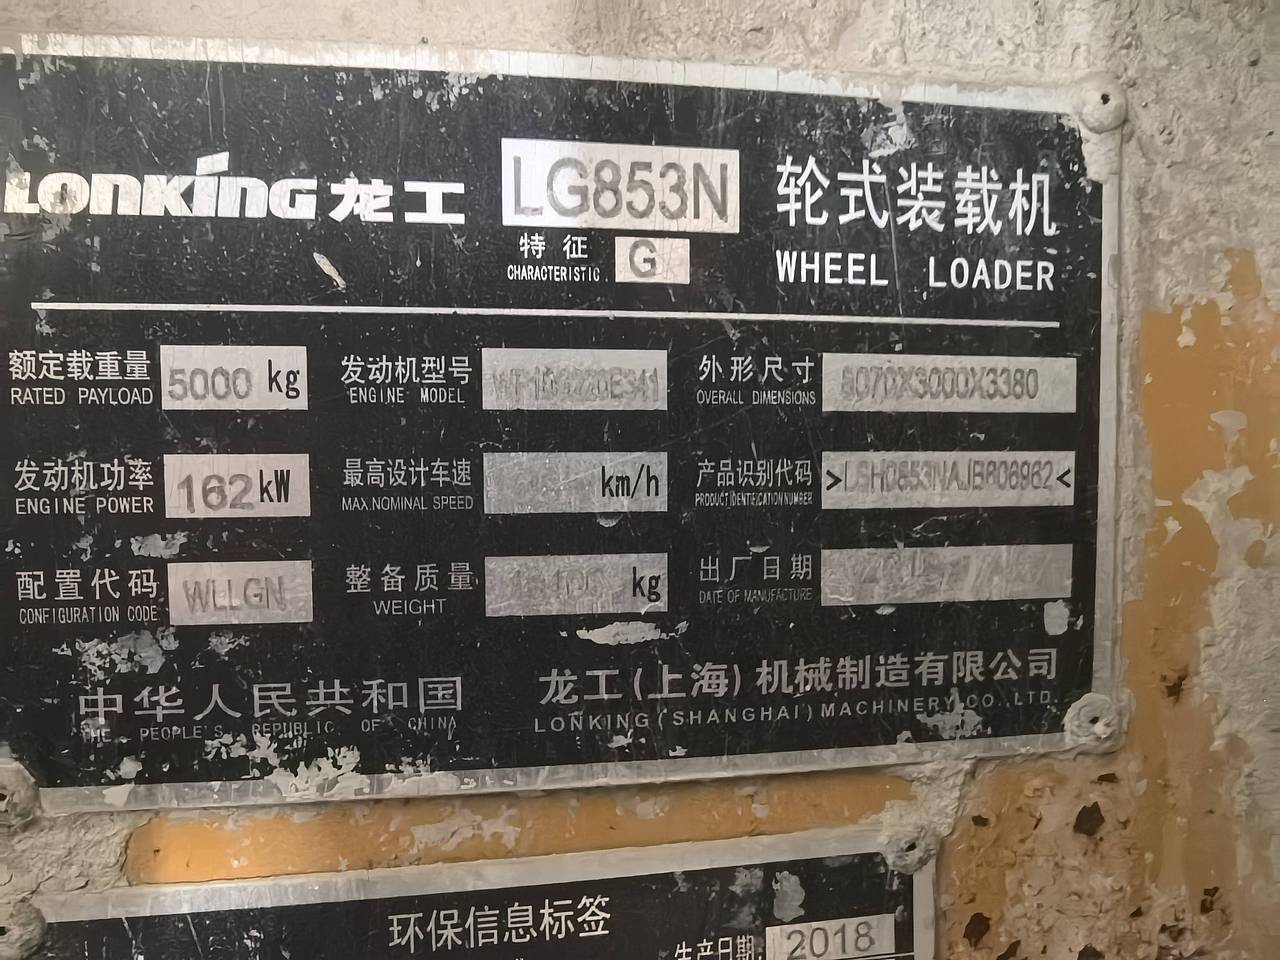 LONKING 龙工 LG853N 轮式装载机
特征 G
CHARACTERISTIC
WHEEL LOADER
额定载重量 5000 kg 发动机型号 外形尺寸 8070X3000X3380
RATED PAYLOAD ENGINE MODEL OVERALL DIMENSIONS
发动机功率 162 kW 最高设计车速 km/h 产品识别代码 >LSH0853NAJB806982<
ENGINE POWER MAX.NOMINAL SPEED PRODUCT IDENTIFICATION NUMBER
配置代码 WLLGN 整备质量 kg 出厂日期
CONFIGURATION CODE WEIGHT DATE OF MANUFACTURE
中华人民共和国 龙工(上海)机械制造有限公司
THE PEOPLE'S REPUBLIC OF CHINA LONKING(SHANGHAI)MACHINERY CO.,LTD.
环保信息标签
生产日期: 2018